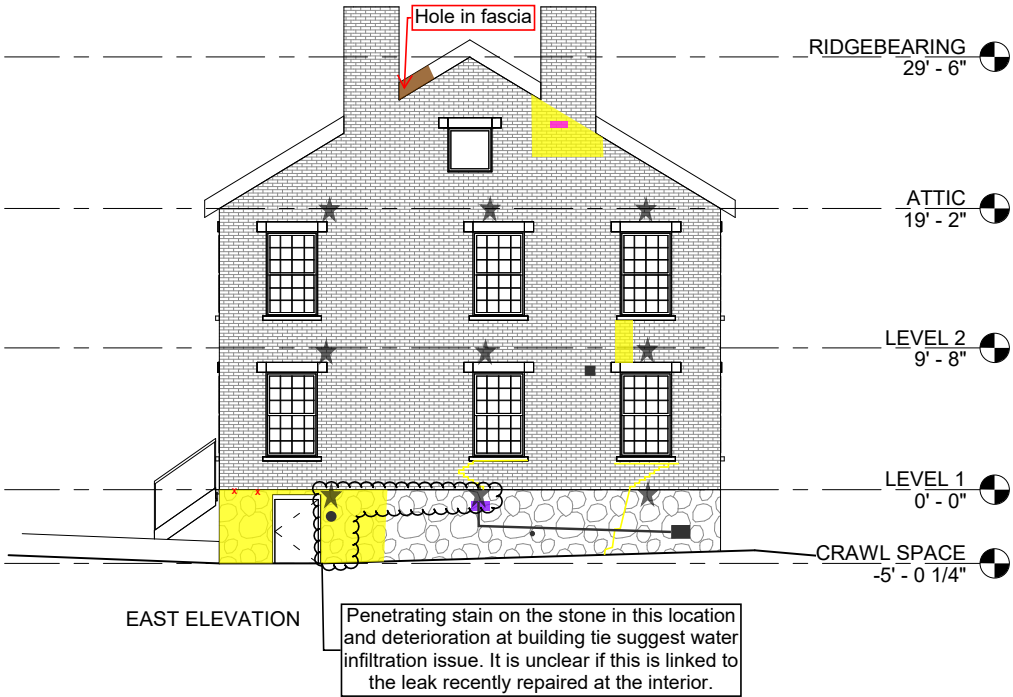 Hole in fascia
RIDGEBEARING
29' - 6"
ATTIC
19' - 2"
LEVEL 2
9' - 8"
LEVEL 1
0' - 0"
CRAWL SPACE
-5' - 0 1/4"
EAST ELEVATION
Penetrating stain on the stone in this location
and deterioration at building tie suggest water
infiltration issue. It is unclear if this is linked to
the leak recently repaired at the interior.